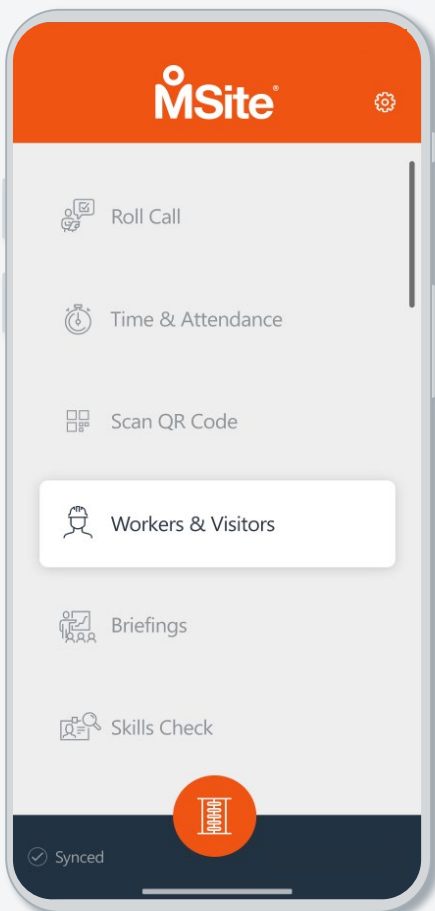 MSite®
Roll Call
Time & Attendance
Scan QR Code
Workers & Visitors
Briefings
Skills Check
Synced